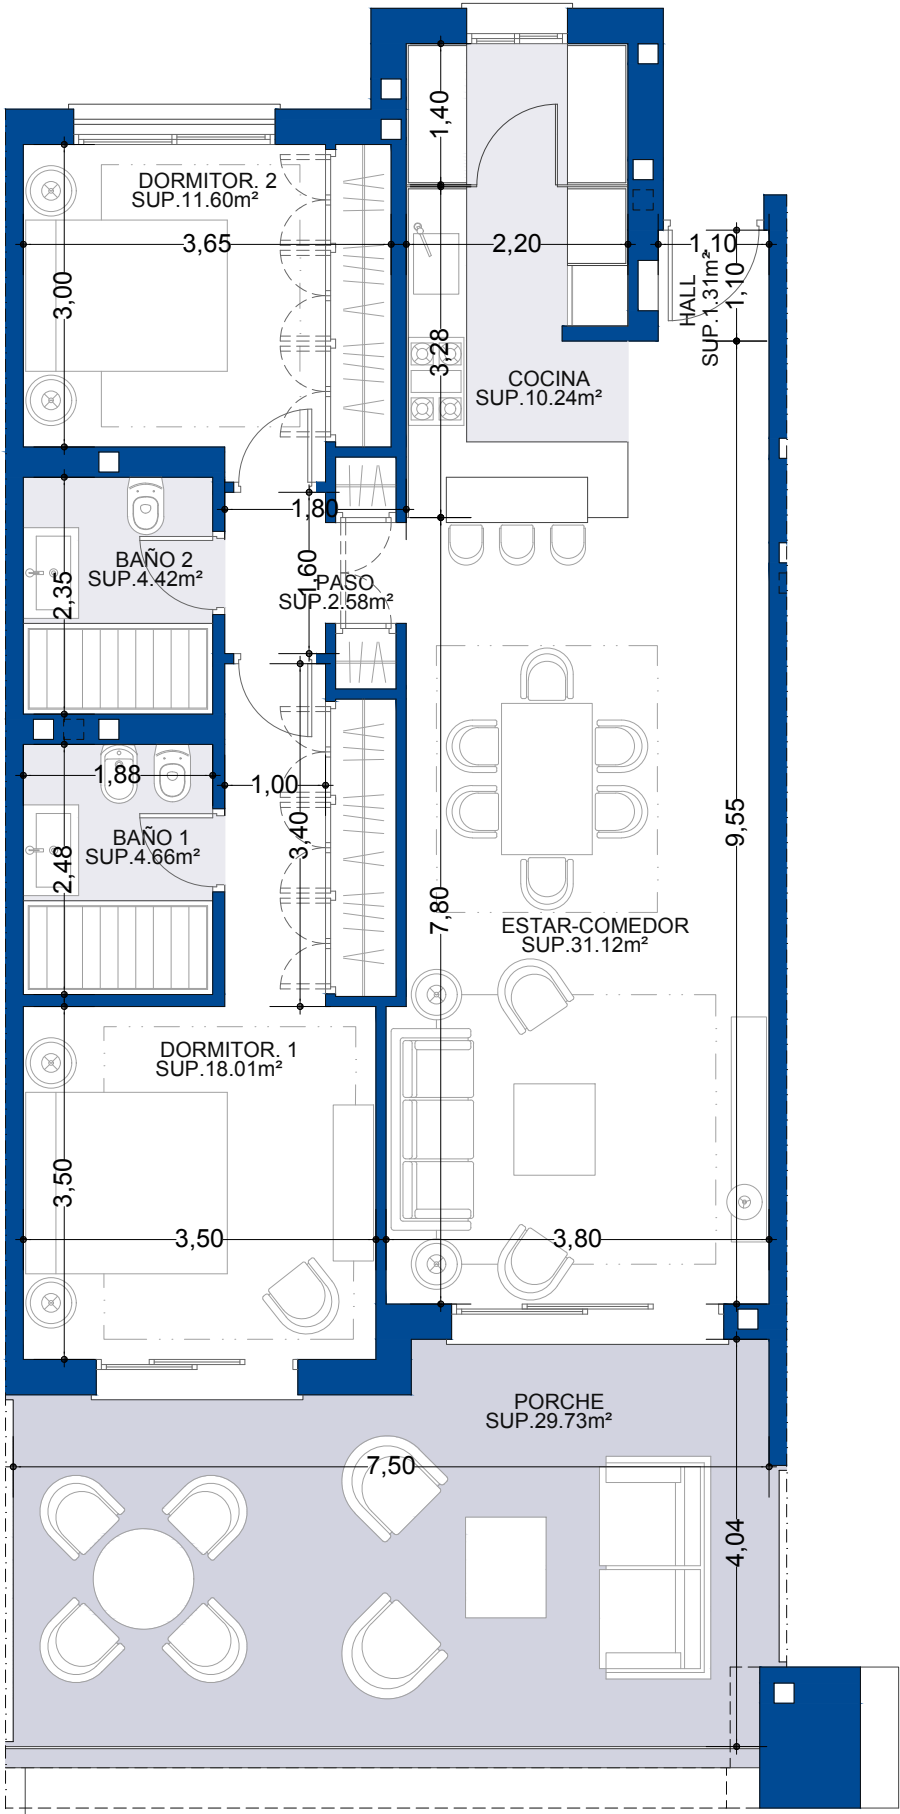 1,40
DORMITOR. 2
SUP.11.60m²
3,65
2,20
1,10
3,00
3,28
HALL
SUP.1.31m²
1,10
COCINA
SUP.10.24m²
1,80
BAÑO 2
SUP.4.42m²
2,35
1,60
PASO
SUP.2.58m²
1,88
1,00
BAÑO 1
SUP.4.66m²
2,48
3,40
9,55
7,80
ESTAR-COMEDOR
SUP.31.12m²
DORMITOR. 1
SUP.18.01m²
3,50
3,50
3,80
PORCHE
SUP.29.73m²
7,50
4,04